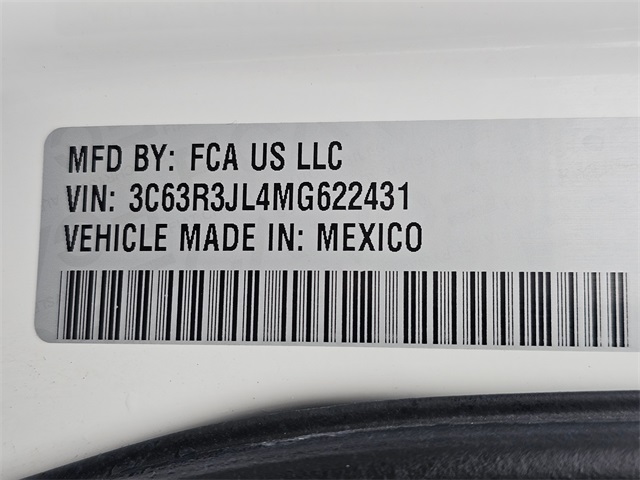 MFD BY: FCA US LLC
VIN: 3C63R3JL4MG622431
VEHICLE MADE IN: MEXICO